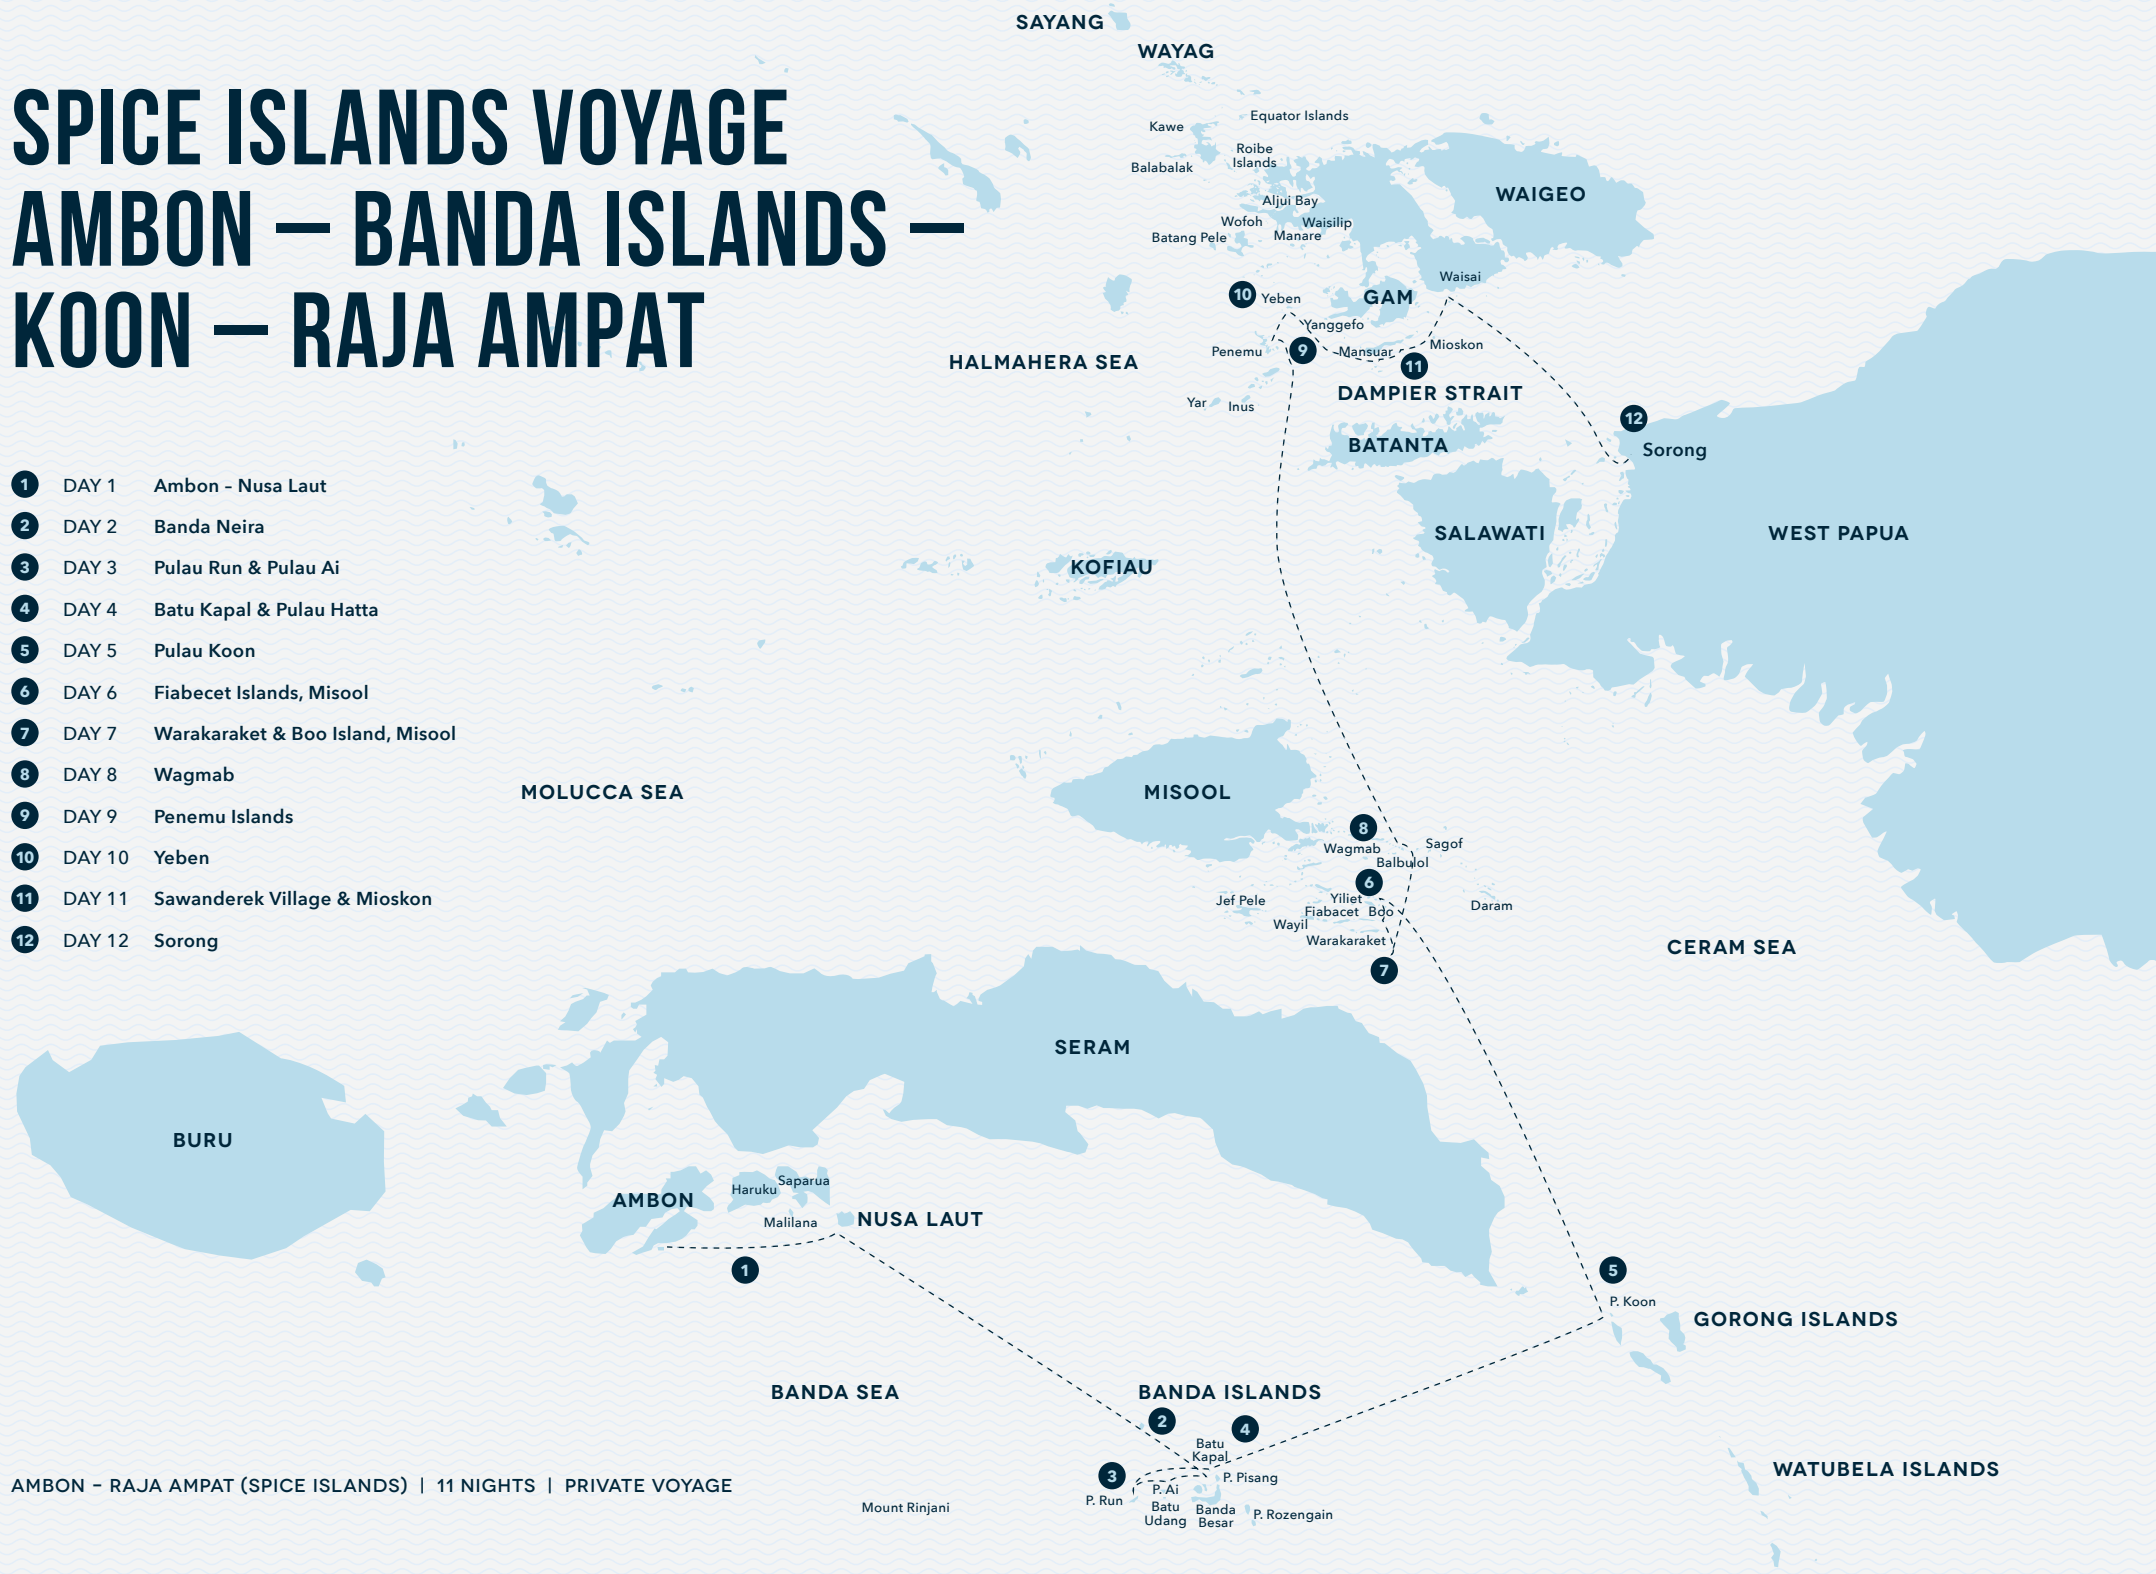 SPICE ISLANDS VOYAGE
AMBON — BANDA ISLANDS —
KOON — RAJA AMPAT
1 DAY 1 Ambon – Nusa Laut
2 DAY 2 Banda Neira
3 DAY 3 Pulau Run & Pulau Ai
4 DAY 4 Batu Kapal & Pulau Hatta
5 DAY 5 Pulau Koon
6 DAY 6 Fiabecet Islands, Misool
7 DAY 7 Warakaraket & Boo Island, Misool
8 DAY 8 Wagmab
9 DAY 9 Penemu Islands
10 DAY 10 Yeben
11 DAY 11 Sawanderek Village & Mioskon
12 DAY 12 Sorong
AMBON – RAJA AMPAT (SPICE ISLANDS) | 11 NIGHTS | PRIVATE VOYAGE
SAYANG
WAYAG
Equator Islands
Kawe
Roibe
Islands
Balabalak
WAIGEO
Aljui Bay
Wofoh
Waisilip
Batang Pele
Manare
Waisai
10
Yeben
GAM
Yanggefo
Penemu
9
Mansuar
Mioskon
11
HALMAHERA SEA
DAMPIER STRAIT
Yar
Inus
12
Sorong
BATANTA
SALAWATI
WEST PAPUA
KOFIAU
MOLUCCA SEA
MISOOL
8
Wagmab
Sagof
Balbulol
6
Jef Pele
Yiliet
Fiabacet
Boo
Daram
Wayil
Warakaraket
7
CERAM SEA
SERAM
BURU
AMBON
Haruku
Saparua
Malilana
NUSA LAUT
1
5
P. Koon
GORONG ISLANDS
BANDA SEA
BANDA ISLANDS
2
4
Batu
Kapal
3
P. Pisang
P. Run
P. Ai
Batu
Udang
Banda
Besar
P. Rozengain
Mount Rinjani
WATUBELA ISLANDS